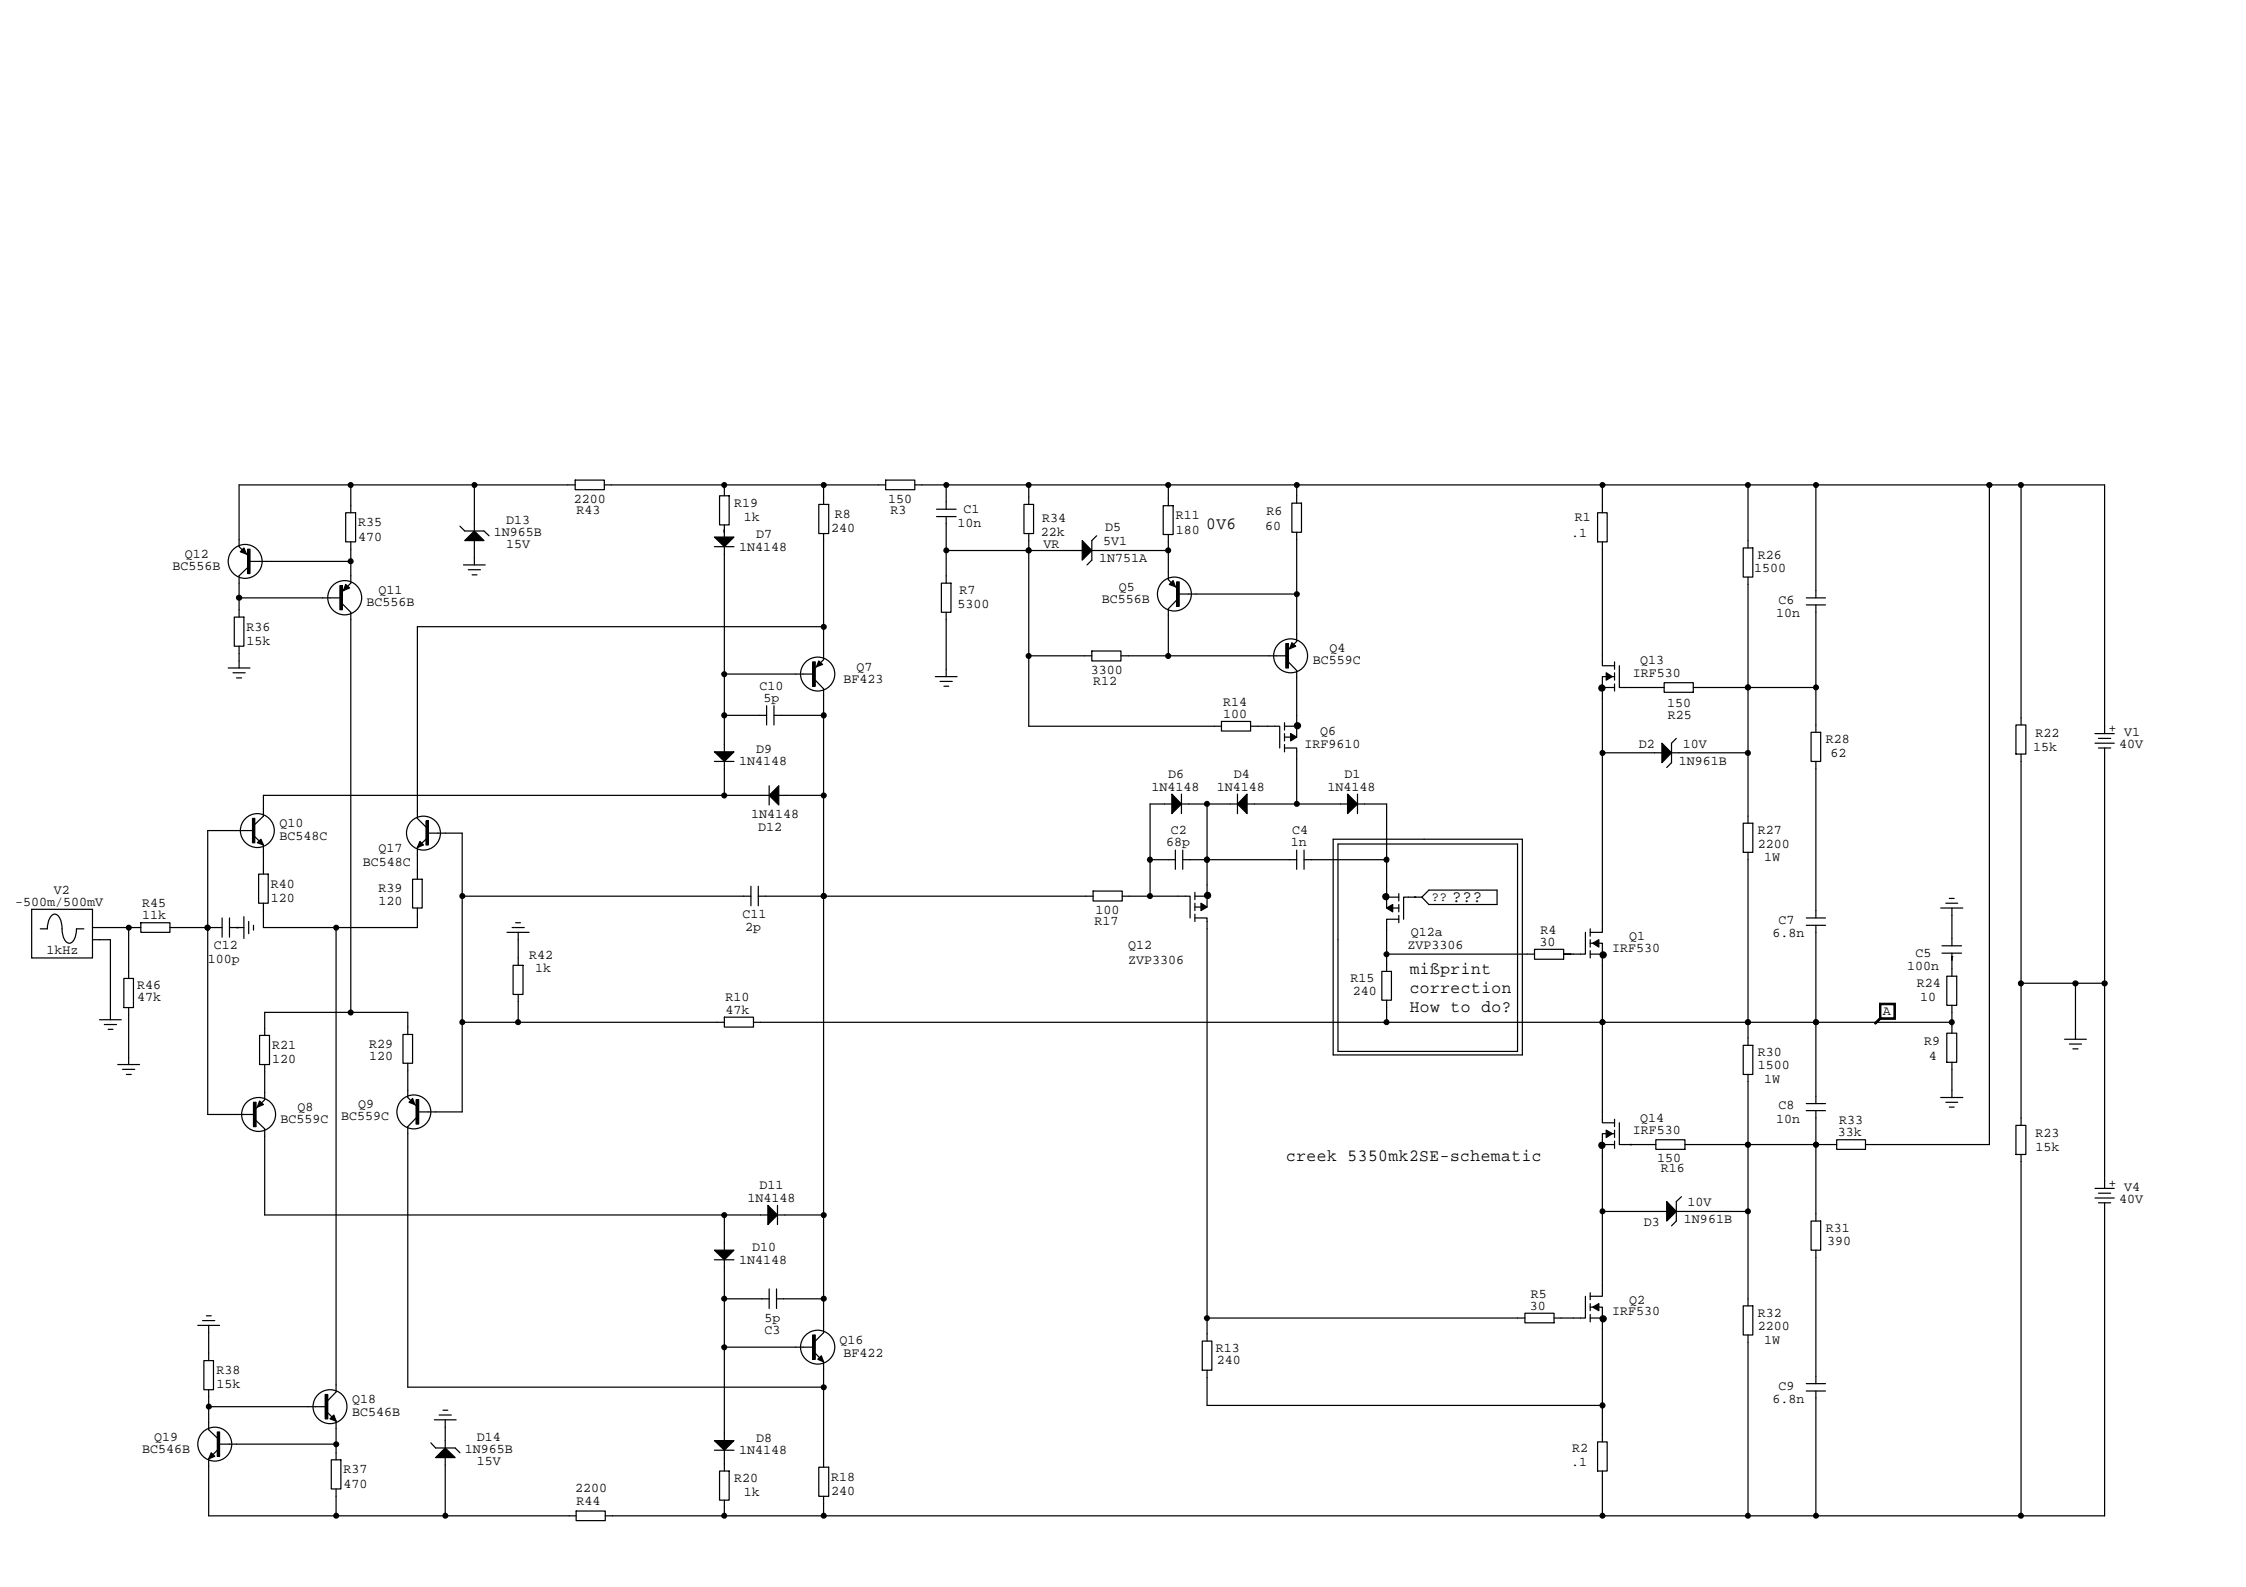 2200
R43
150
R3
R19
1k
R8
240
C1
10n
R34
22k
VR
D5
5V1
1N751A
R11
180
0V6
R6
60
R1
.1
R35
470
D13
1N965B
15V
D7
1N4148
Q12
BC556B
Q11
BC556B
R36
15k
R7
5300
Q5
BC556B
R26
1500
C6
10n
Q4
BC559C
3300
R12
Q7
BF423
C10
5p
Q13
IRF530
150
R25
R14
100
Q6
IRF9610
D2
10V
1N961B
R28
62
R22
15k
+
V1
40V
D9
1N4148
D6
1N4148
D4
1N4148
D1
1N4148
1N4148
D12
Q10
BC548C
Q17
BC548C
C2
68p
C4
1n
R27
2200
1W
V2
-500m/500mV
1kHz
R45
11k
R40
120
R39
120
C11
2p
100
R17
?? ???
C12
100p
R46
47k
R42
1k
Q12
ZVP3306
Q12a
ZVP3306
R4
30
Q1
IRF530
C7
6.8n
C5
100n
R24
10
R15
240
mißprint
correction
How to do?
R10
47k
A
R21
120
R29
120
R30
1500
1W
R9
4
Q8
BC559C
Q9
BC559C
C8
10n
Q14
IRF530
150
R16
R33
33k
R23
15k
creek 5350mk2SE-schematic
D11
1N4148
D3
10V
1N961B
+
V4
40V
D10
1N4148
R31
390
5p
C3
Q16
BF422
R5
30
Q2
IRF530
R32
2200
1W
R13
240
R38
15k
Q18
BC546B
C9
6.8n
Q19
BC546B
D14
1N965B
15V
D8
1N4148
R2
.1
R37
470
2200
R44
R20
1k
R18
240